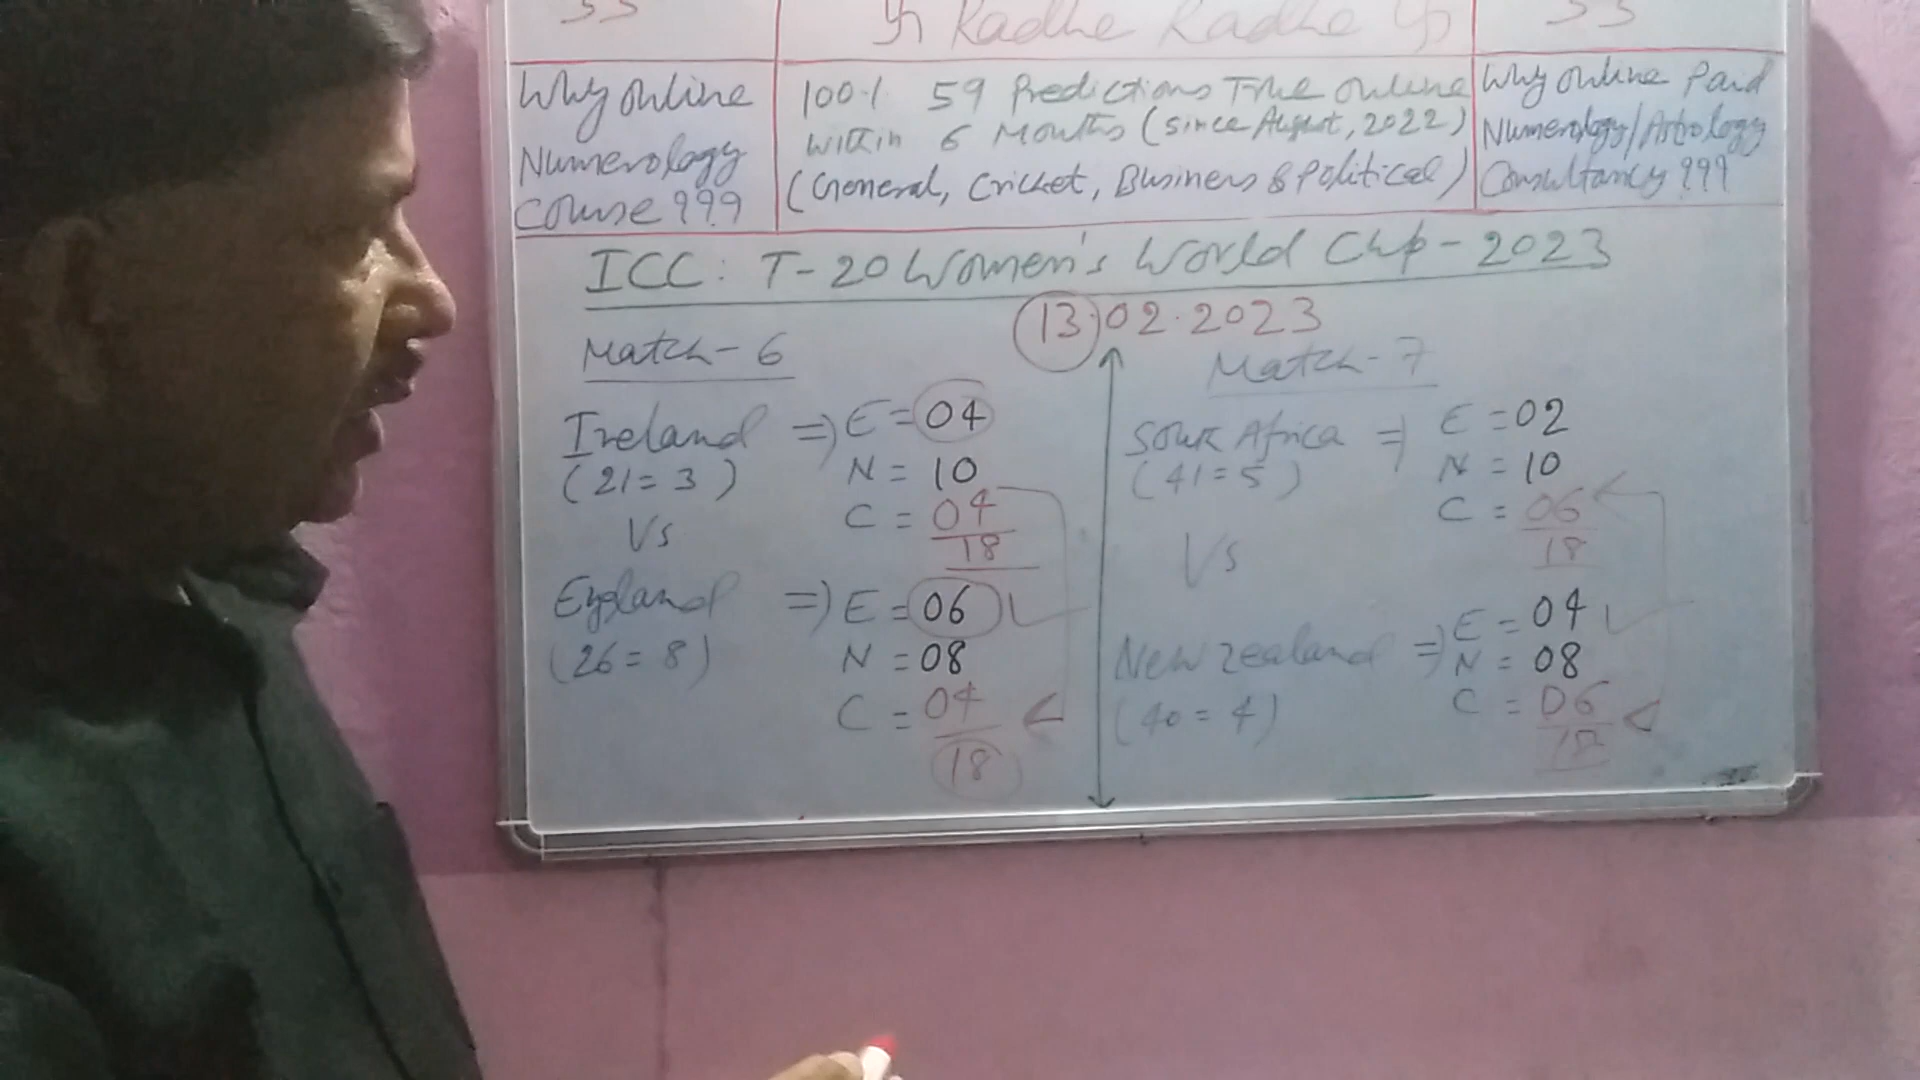 卐 Radhe Radhe 卐
Why Online
Numerology
Course ???
100% 59 Predictions True Online
within 6 Months (Since August, 2022)
(General, Cricket, Business & Political)
Why Online Paid
Numerology/Astrology
Consultancy ???
ICC: T-20 Women's World Cup - 2023
13.02.2023
Match-6
Ireland => E = 04
(21=3) N = 10
C = 04
18
Vs
England => E = 06
(26=8) N = 08
C = 04
18
Match-7
South Africa => E = 02
(41=5) N = 10
C = 06
18
Vs
New Zealand => E = 04
N = 08
(40=4) C = 06
18